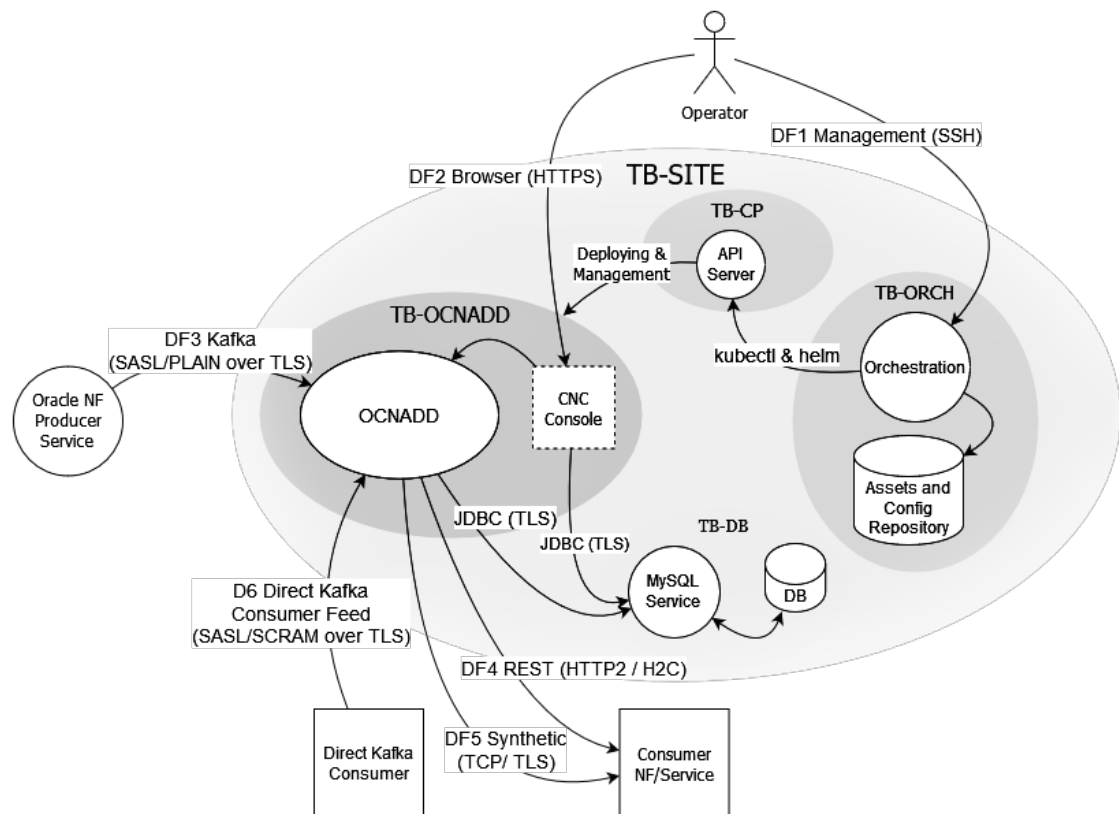 Operator
DF1 Management (SSH)
TB-SITE
DF2 Browser (HTTPS)
TB-CP
API
Server
Deploying &
Management
TB-ORCH
TB-OCNADD
Orchestration
kubectl & helm
DF3 Kafka
(SASL/PLAIN over TLS)
Oracle NF
Producer
Service
OCNADD
CNC
Console
Assets and
Config
Repository
JDBC (TLS)
TB-DB
JDBC (TLS)
MySQL
Service
DB
D6 Direct Kafka
Consumer Feed
(SASL/SCRAM over TLS)
DF4 REST (HTTP2 / H2C)
DF5 Synthetic
(TCP/ TLS)
Direct Kafka
Consumer
Consumer
NF/Service